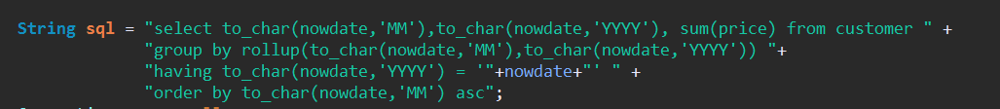 String sql = "select to_char(nowdate,'MM'),to_char(nowdate,'YYYY'), sum(price) from customer " +
"group by rollup(to_char(nowdate,'MM'),to_char(nowdate,'YYYY')) "+
"having to_char(nowdate,'YYYY') = '"+nowdate+"' " +
"order by to_char(nowdate,'MM') asc";